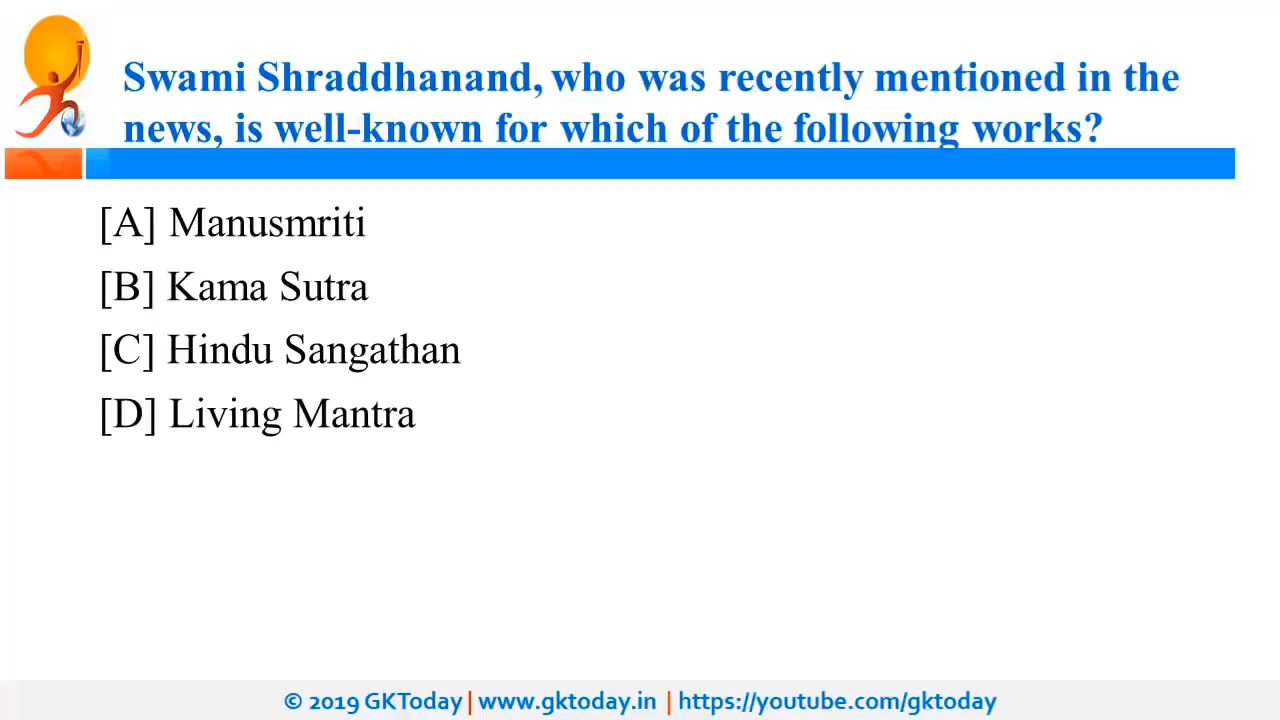 Swami Shraddhanand, who was recently mentioned in the
news, is well-known for which of the following works?
[A] Manusmriti
[B] Kama Sutra
[C] Hindu Sangathan
[D] Living Mantra
© 2019 GKToday | www.gktoday.in | https://youtube.com/gktoday